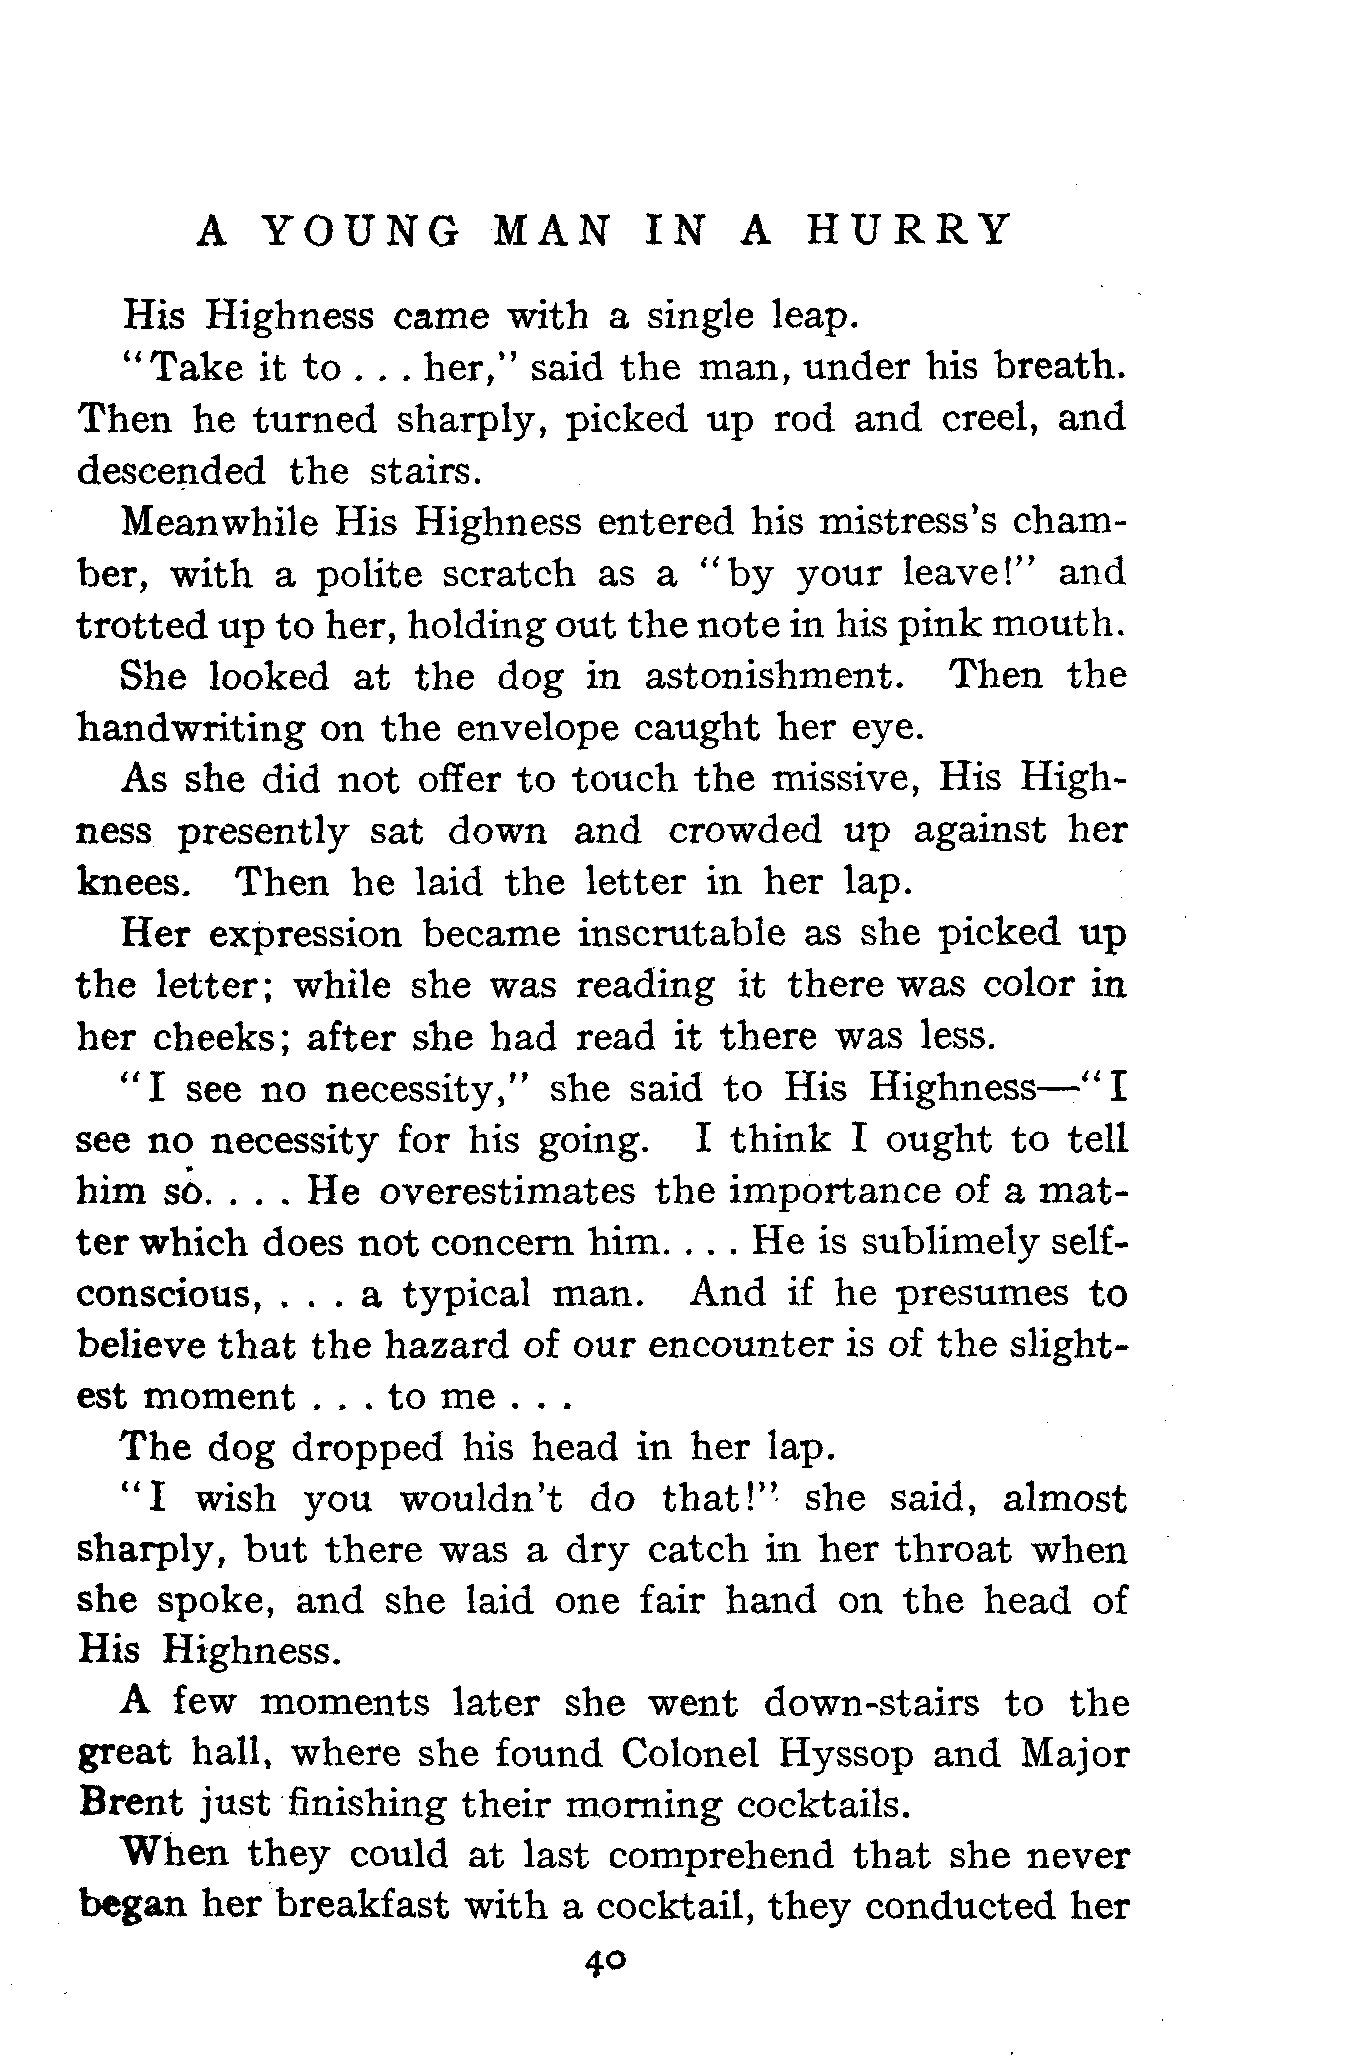 A YOUNG MAN IN A HURRY
His Highness came with a single leap.
"Take it to . . . her," said the man, under his breath.
Then he turned sharply, picked up rod and creel, and
descended the stairs.
Meanwhile His Highness entered his mistress's cham-
ber, with a polite scratch as a "by your leave!" and
trotted up to her, holding out the note in his pink mouth.
She looked at the dog in astonishment. Then the
handwriting on the envelope caught her eye.
As she did not offer to touch the missive, His High-
ness presently sat down and crowded up against her
knees. Then he laid the letter in her lap.
Her expression became inscrutable as she picked up
the letter; while she was reading it there was color in
her cheeks; after she had read it there was less.
"I see no necessity," she said to His Highness—"I
see no necessity for his going. I think I ought to tell
him so. . . . He overestimates the importance of a mat-
ter which does not concern him. . . . He is sublimely self-
conscious, . . . a typical man. And if he presumes to
believe that the hazard of our encounter is of the slight-
est moment . . . to me . . .
The dog dropped his head in her lap.
"I wish you wouldn't do that!" she said, almost
sharply, but there was a dry catch in her throat when
she spoke, and she laid one fair hand on the head of
His Highness.
A few moments later she went down-stairs to the
great hall, where she found Colonel Hyssop and Major
Brent just finishing their morning cocktails.
When they could at last comprehend that she never
began her breakfast with a cocktail, they conducted her
40